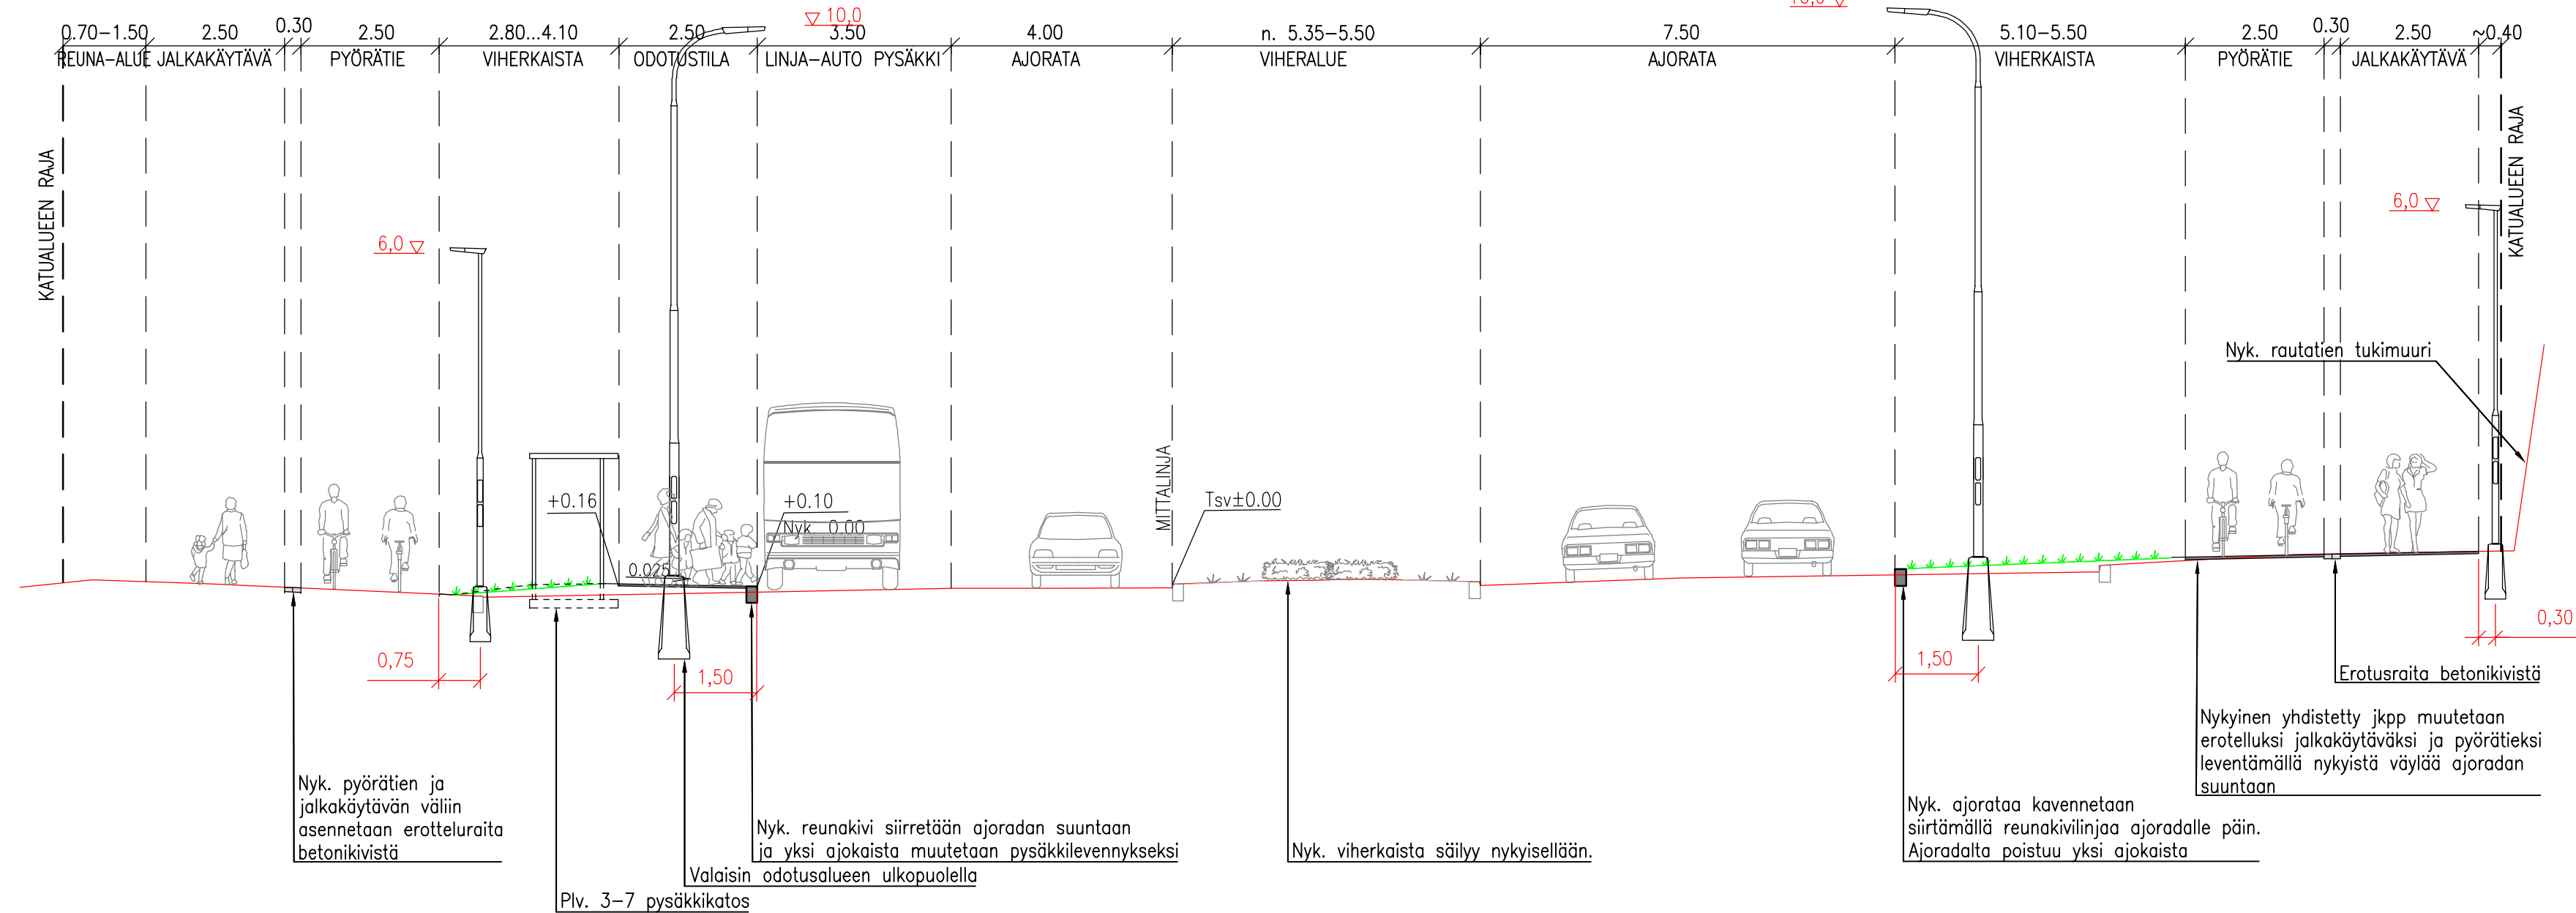 0.70-1.50 2.50 0.30 2.50 2.80...4.10 2.50 3.50 4.00 n. 5.35-5.50 7.50 5.10-5.50 2.50 0.30 2.50 ~0.40
REUNA-ALUE JALKAKÄYTÄVÄ PYÖRÄTIE VIHERKAISTA ODOTUSTILA LINJA-AUTO PYSÄKKI AJORATA VIHERALUE AJORATA VIHERKAISTA PYÖRÄTIE JALKAKÄYTÄVÄ
10,0
KATUALUEEN RAJA
KATUALUEEN RAJA
6,0
6,0
Nyk. rautatien tukimuuri
MITTALINJA
+0.16
+0.10
Nyk. 0.00
Tsv±0.00
0.025
0,75
1,50
1,50
0,30
Erotusraita betonikivistä
Nykyinen yhdistetty jkpp muutetaan
erotelluksi jalkakäytäväksi ja pyörätieksi
leventämällä nykyistä väylää ajoradan
suuntaan
Nyk. pyörätien ja
jalkakäytävän väliin
asennetaan erotteluraita
betonikivistä
Nyk. reunakivi siirretään ajoradan suuntaan
ja yksi ajokaista muutetaan pysäkkilevennykseksi
Valaisin odotusalueen ulkopuolella
Plv. 3-7 pysäkkikatos
Nyk. viherkaista säilyy nykyisellään.
Nyk. ajorataa kavennetaan
siirtämällä reunakivilinjaa ajoradalle päin.
Ajoradalta poistuu yksi ajokaista